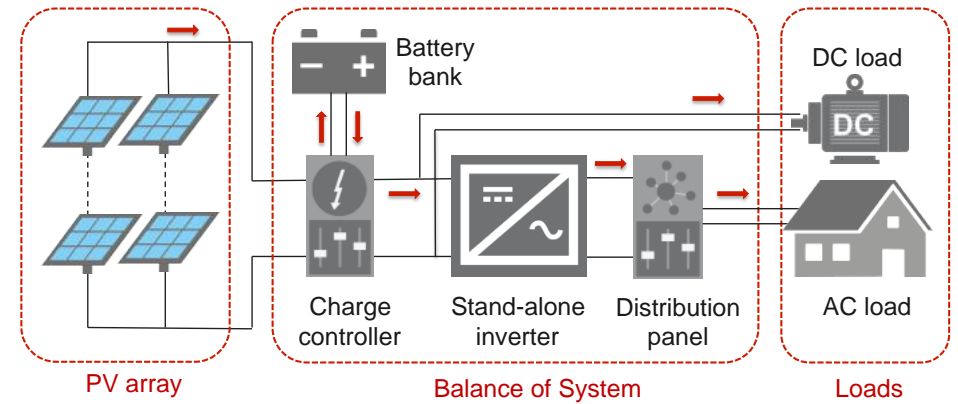 Battery
bank
DC load
DC
Charge
controller
Stand-alone
inverter
Distribution
panel
AC load
PV array
Balance of System
Loads